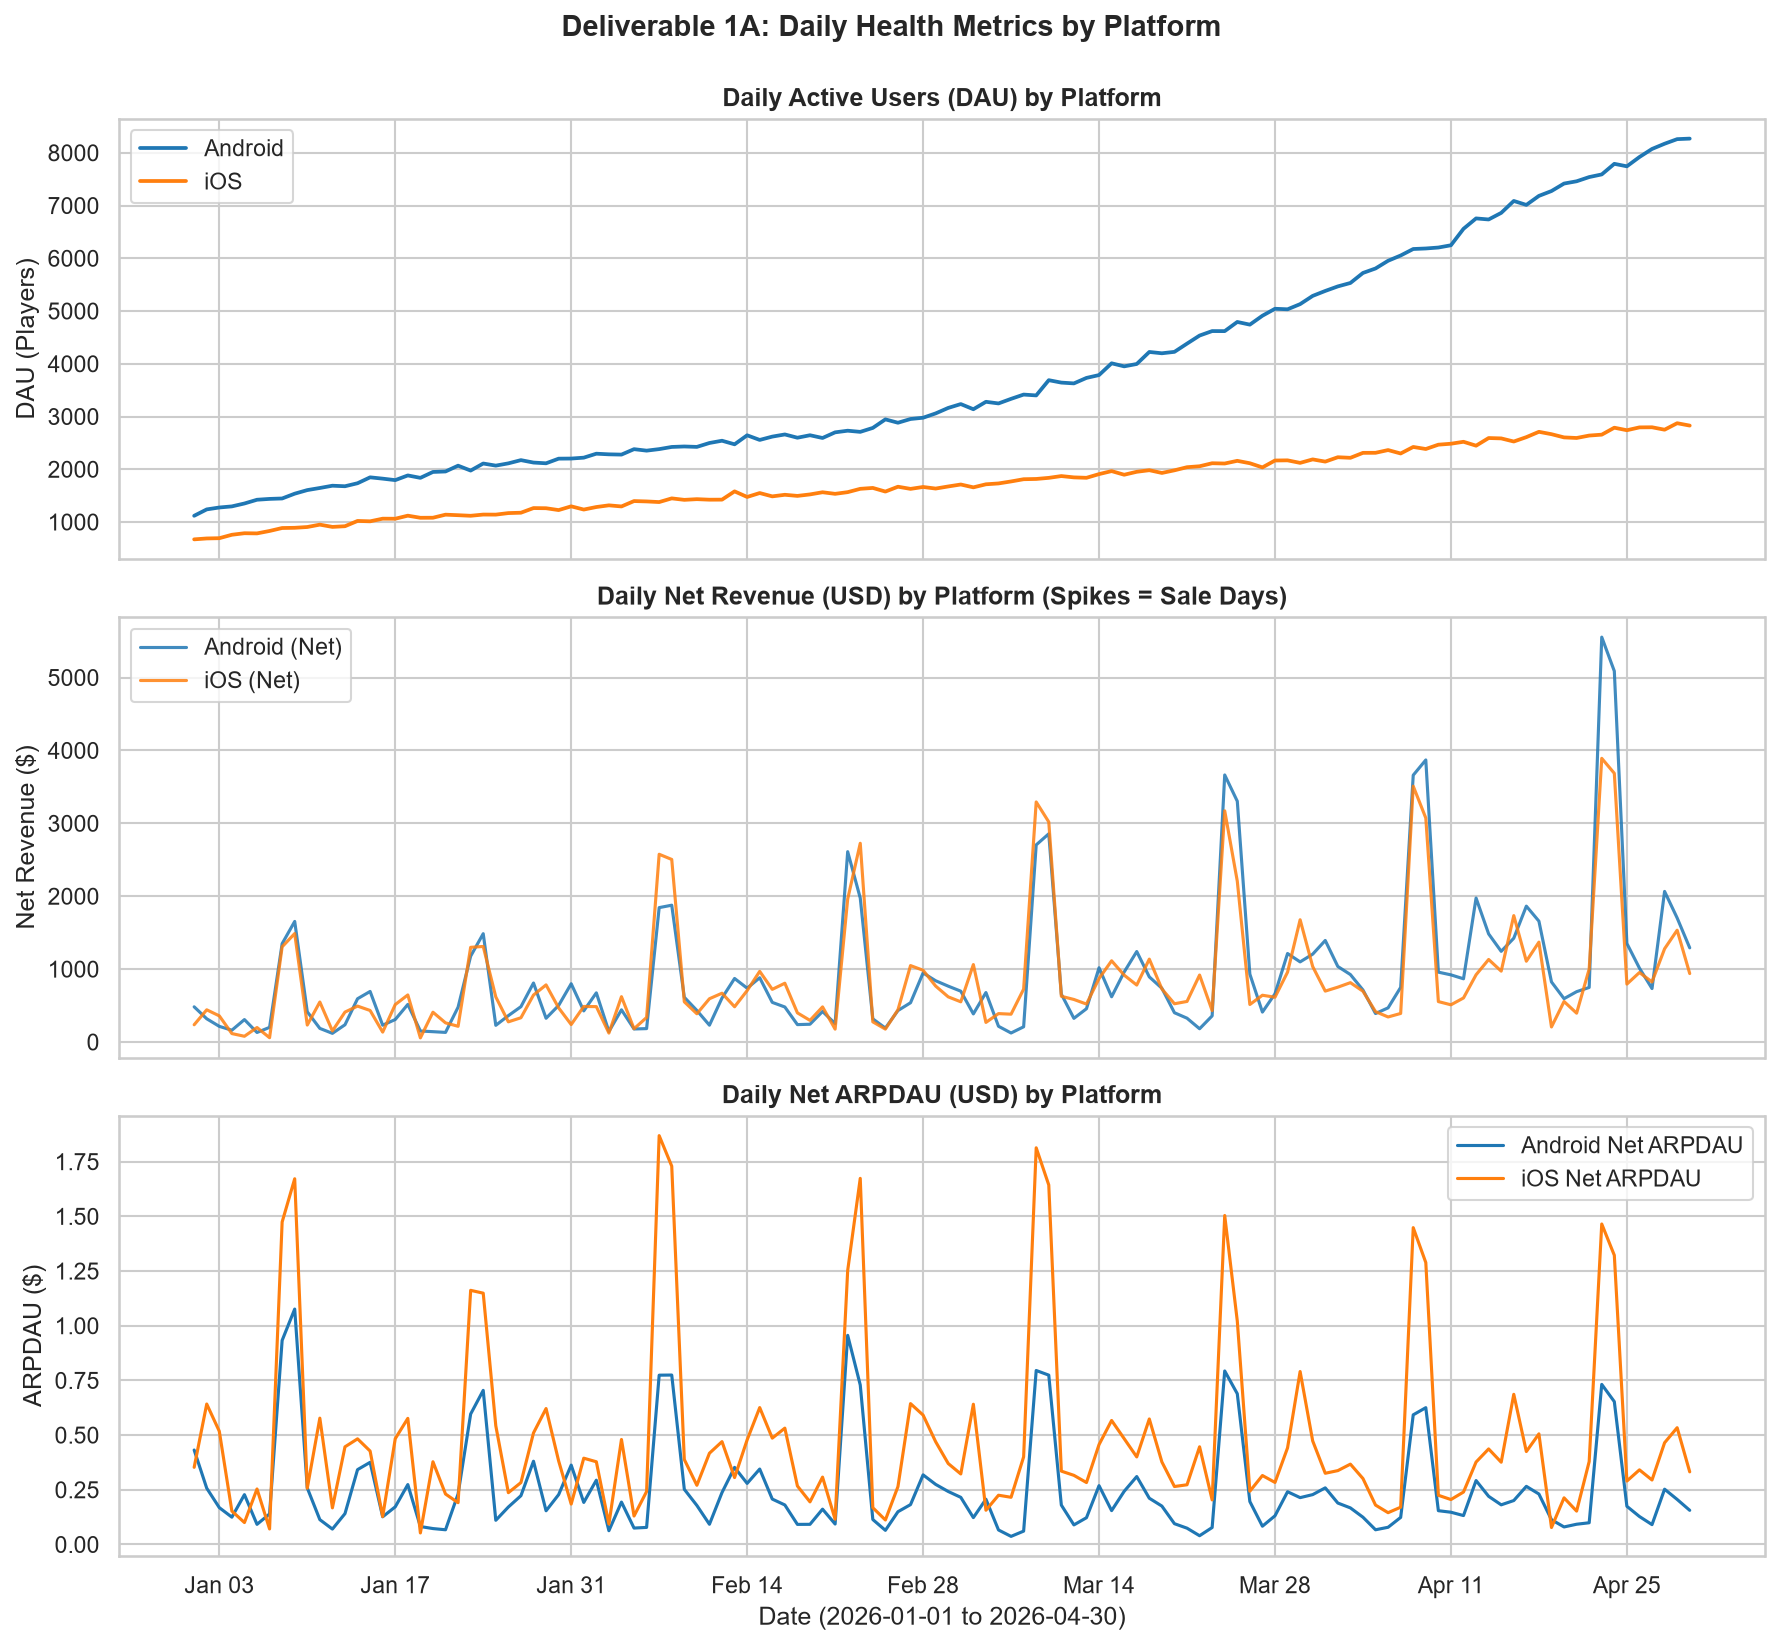 Deliverable 1A: Daily Health Metrics by Platform
Daily Active Users (DAU) by Platform
Android
iOS
DAU (Players)
8000
7000
6000
5000
4000
3000
2000
1000
Daily Net Revenue (USD) by Platform (Spikes = Sale Days)
Android (Net)
iOS (Net)
Net Revenue ($)
5000
4000
3000
2000
1000
0
Daily Net ARPDAU (USD) by Platform
Android Net ARPDAU
iOS Net ARPDAU
ARPDAU ($)
1.75
1.50
1.25
1.00
0.75
0.50
0.25
0.00
Jan 03 Jan 17 Jan 31 Feb 14 Feb 28 Mar 14 Mar 28 Apr 11 Apr 25
Date (2026-01-01 to 2026-04-30)